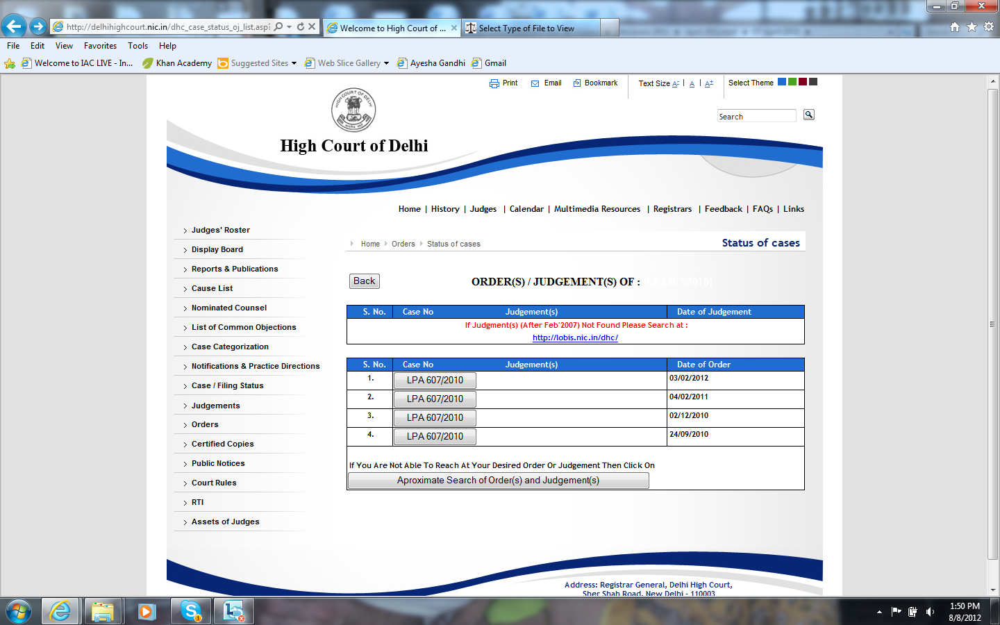 http://delhihighcourt.nic.in/dhc_case_status_oj_list.asp?
Welcome to High Court of ...
Select Type of File to View
File Edit View Favorites Tools Help
Welcome to IAC LIVE - In... Khan Academy Suggested Sites Web Slice Gallery Ayesha Gandhi Gmail
Print Email Bookmark Text Size A- | A | A+ Select Theme
Search
HIGH COURT OF DELHI
High Court of Delhi
Home | History | Judges | Calendar | Multimedia Resources | Registrars | Feedback | FAQs | Links
Judges' Roster
Display Board
Reports & Publications
Cause List
Nominated Counsel
List of Common Objections
Case Categorization
Notifications & Practice Directions
Case / Filing Status
Judgements
Orders
Certified Copies
Public Notices
Court Rules
RTI
Assets of Judges
Home Orders Status of cases
Status of cases
Back
ORDER(S) / JUDGEMENT(S) OF : [LPA607/2010]
S. No. Case No Judgement(s) Date of Judgement
If Judgment(s) (After Feb'2007) Not Found Please Search at :
http://lobis.nic.in/dhc/
S. No. Case No Judgement(s) Date of Order
1. LPA 607/2010 03/02/2012
2. LPA 607/2010 04/02/2011
3. LPA 607/2010 02/12/2010
4. LPA 607/2010 24/09/2010
If You Are Not Able To Reach At Your Desired Order Or Judgement Then Click On
Aproximate Search of Order(s) and Judgement(s)
Address: Registrar General, Delhi High Court,
Sher Shah Road, New Delhi - 110003
1:50 PM
8/8/2012